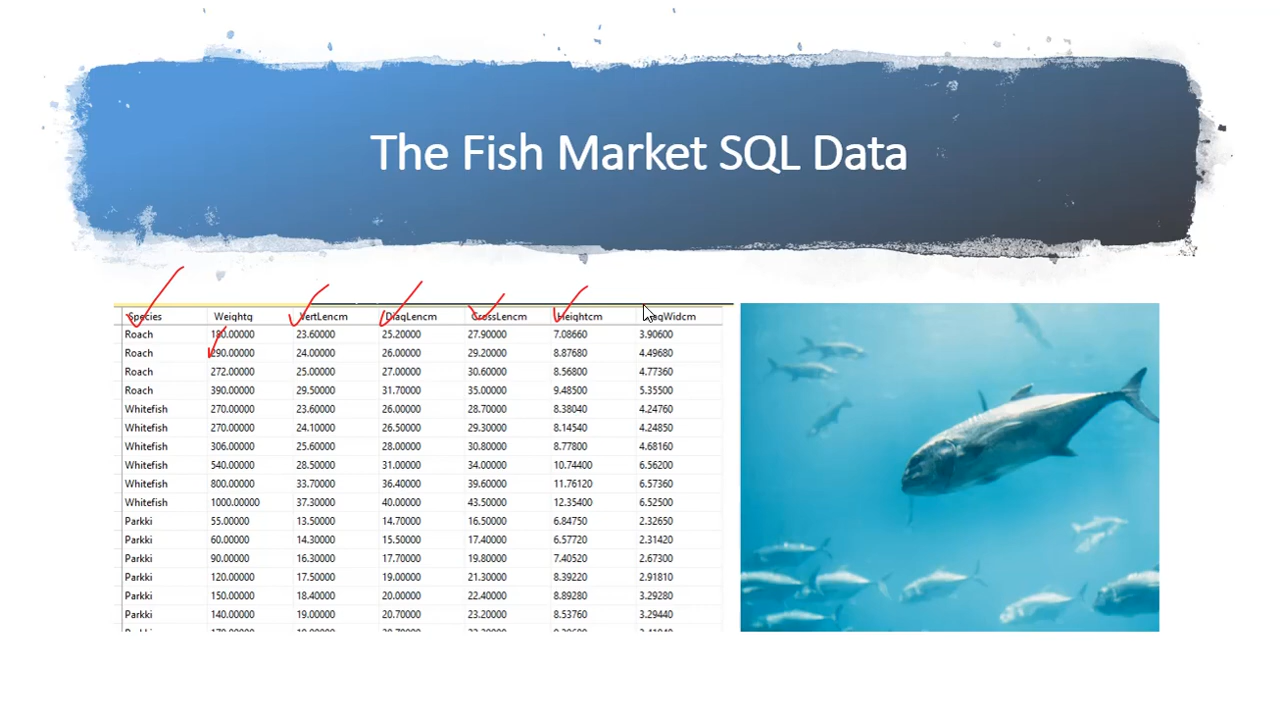 The Fish Market SQL Data
Species Weightg VertLencm DiagLencm CrossLencm Heightcm DiagWidcm
Roach 180.00000 23.60000 25.20000 27.90000 7.08660 3.90600
Roach 290.00000 24.00000 26.00000 29.20000 8.87680 4.49680
Roach 272.00000 25.00000 27.00000 30.60000 8.56800 4.77360
Roach 390.00000 29.50000 31.70000 35.00000 9.48500 5.35500
Whitefish 270.00000 23.60000 26.00000 28.70000 8.38040 4.24760
Whitefish 270.00000 24.10000 26.50000 29.30000 8.14540 4.24850
Whitefish 306.00000 25.60000 28.00000 30.80000 8.77800 4.68160
Whitefish 540.00000 28.50000 31.00000 34.00000 10.74400 6.56200
Whitefish 800.00000 33.70000 36.40000 39.60000 11.76120 6.57360
Whitefish 1000.00000 37.30000 40.00000 43.50000 12.35400 6.52500
Parkki 55.00000 13.50000 14.70000 16.50000 6.84750 2.32650
Parkki 60.00000 14.30000 15.50000 17.40000 6.57720 2.31420
Parkki 90.00000 16.30000 17.70000 19.80000 7.40520 2.67300
Parkki 120.00000 17.50000 19.00000 21.30000 8.39220 2.91810
Parkki 150.00000 18.40000 20.00000 22.40000 8.89280 3.29280
Parkki 140.00000 19.00000 20.70000 23.20000 8.53760 3.29440